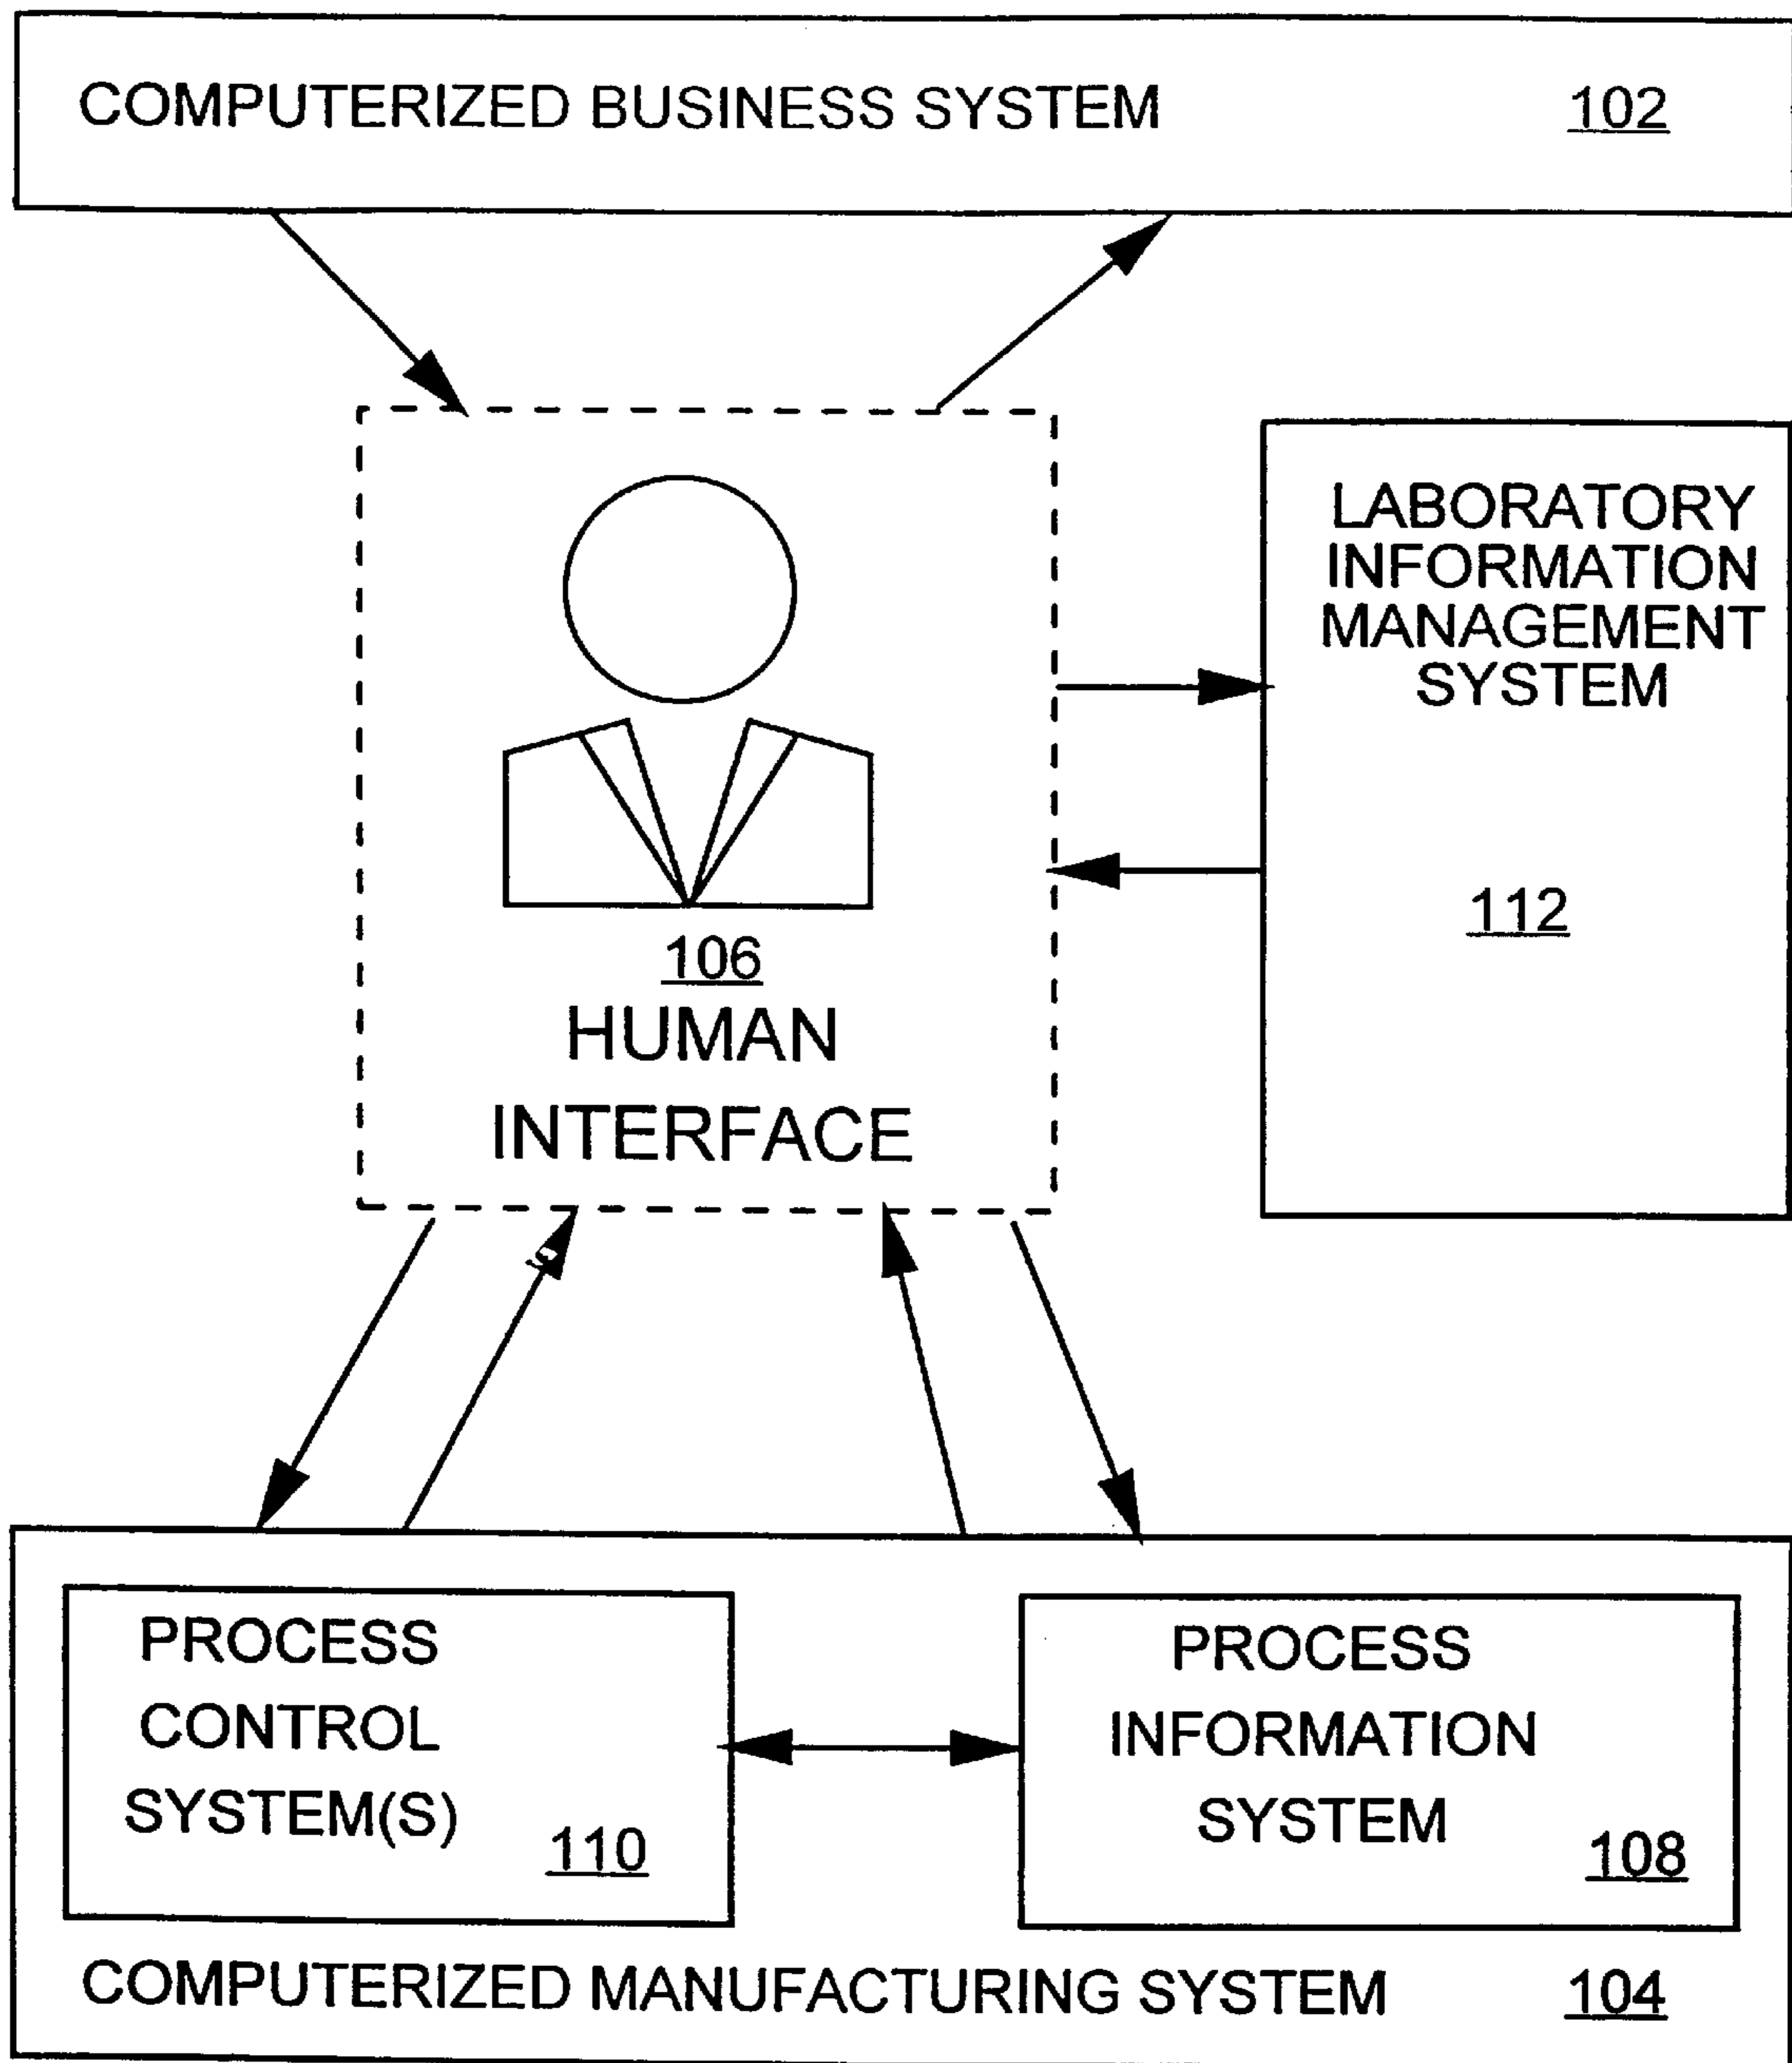 COMPUTERIZED BUSINESS SYSTEM 102
LABORATORY
INFORMATION
MANAGEMENT
SYSTEM
112
106
HUMAN
INTERFACE
PROCESS
CONTROL
SYSTEM(S)
110
PROCESS
INFORMATION
SYSTEM
108
COMPUTERIZED MANUFACTURING SYSTEM 104